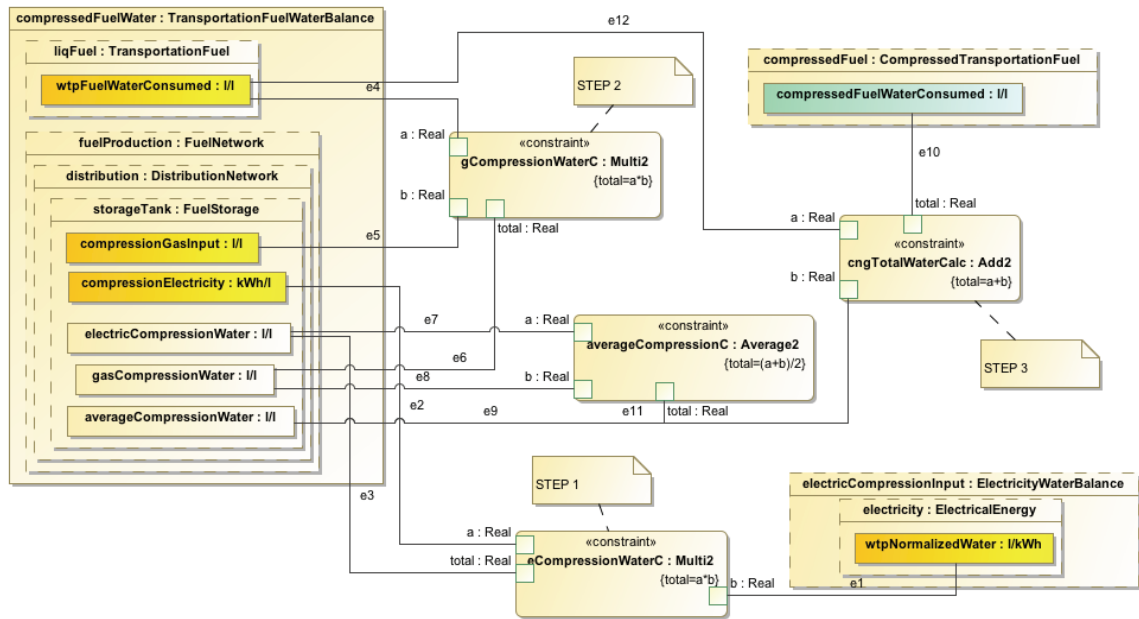 compressedFuelWater : TransportationFuelWaterBalance
liqFuel : TransportationFuel
wtpFuelWaterConsumed : l/l
e12
e4
STEP 2
compressedFuel : CompressedTransportationFuel
compressedFuelWaterConsumed : l/l
fuelProduction : FuelNetwork
distribution : DistributionNetwork
storageTank : FuelStorage
compressionGasInput : l/l
compressionElectricity : kWh/l
electricCompressionWater : l/l
gasCompressionWater : l/l
averageCompressionWater : l/l
a : Real
«constraint»
gCompressionWaterC : Multi2
{total=a*b}
b : Real
total : Real
e5
e10
total : Real
a : Real
«constraint»
cngTotalWaterCalc : Add2
{total=a+b}
b : Real
e7
a : Real
«constraint»
averageCompressionC : Average2
{total=(a+b)/2}
e6
e8
b : Real
STEP 3
e2
e9
e11
total : Real
STEP 1
e3
a : Real
«constraint»
eCompressionWaterC : Multi2
{total=a*b}
total : Real
b : Real
e1
electricCompressionInput : ElectricityWaterBalance
electricity : ElectricalEnergy
wtpNormalizedWater : l/kWh